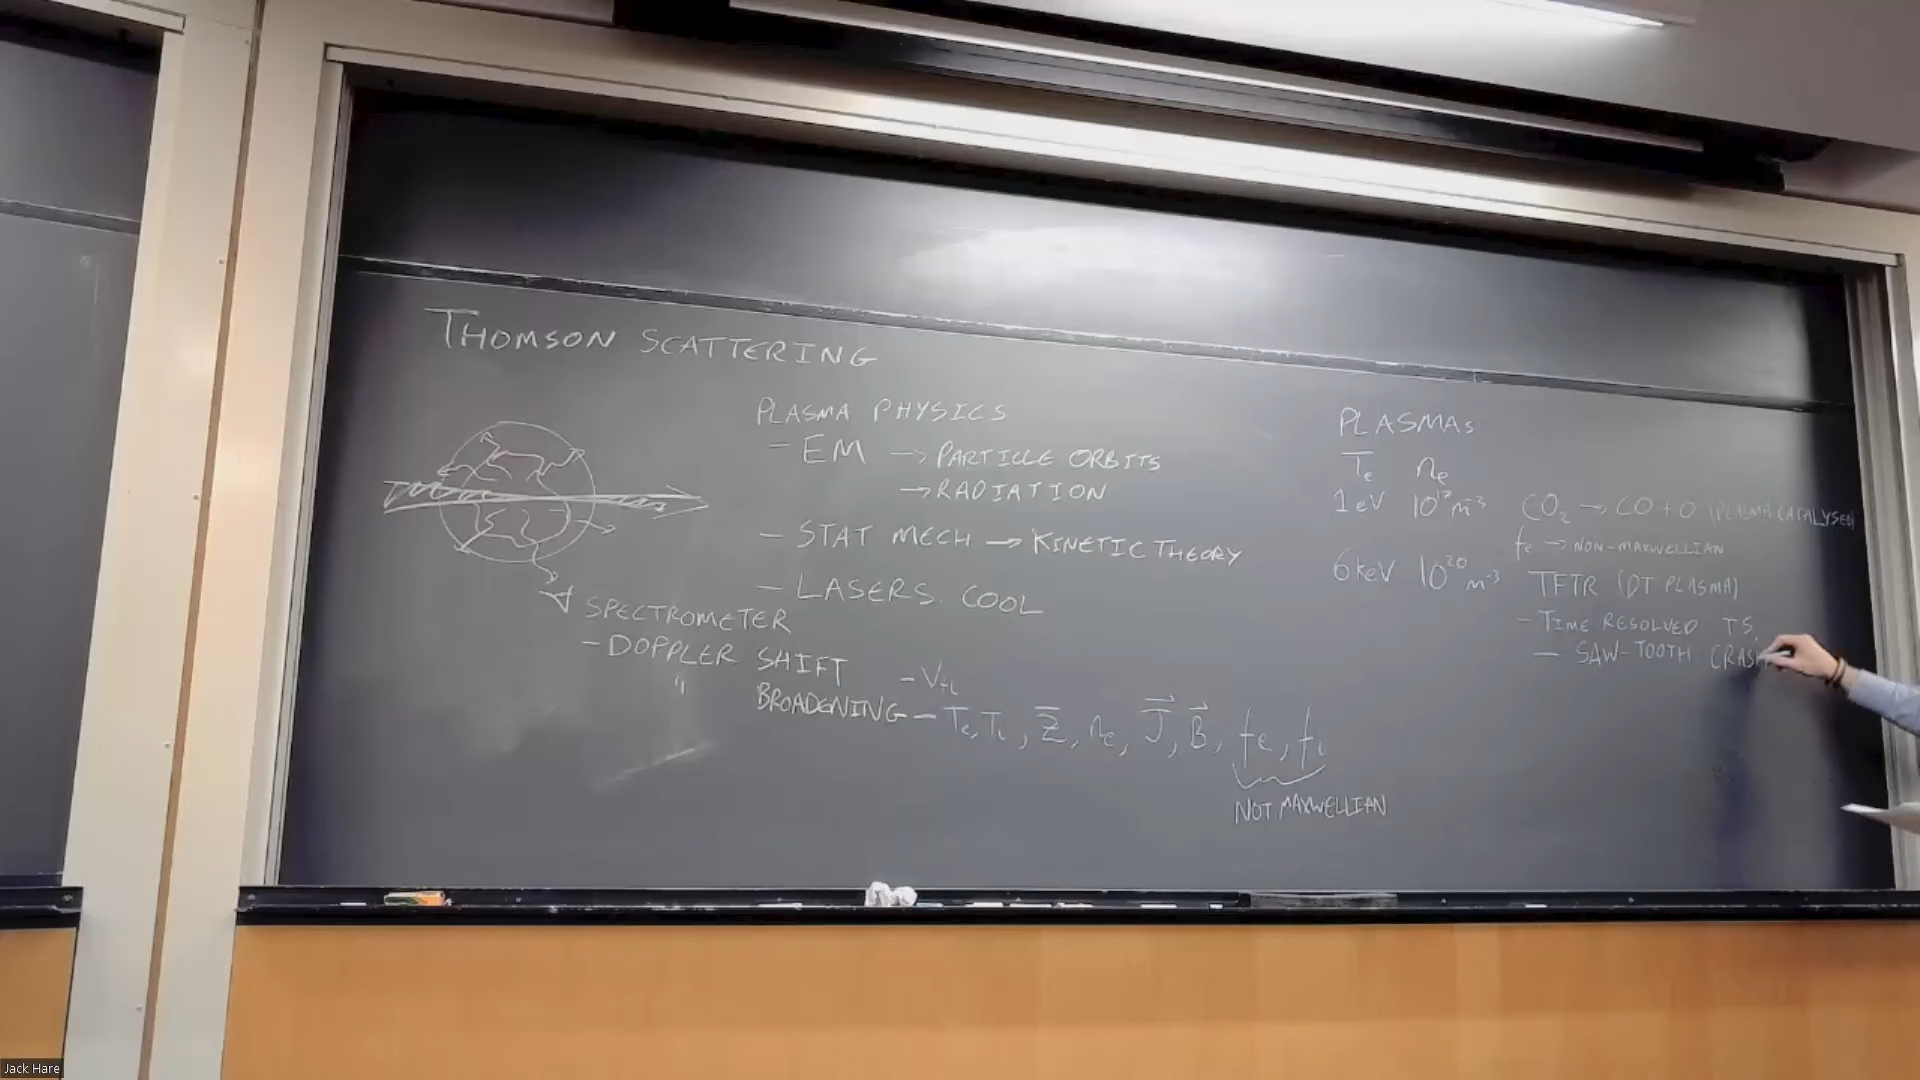 THOMSON SCATTERING
PLASMA PHYSICS
- EM → PARTICLE ORBITS
→ RADIATION
- STAT MECH → KINETIC THEORY
- LASERS. COOL
SPECTROMETER
- DOPPLER SHIFT - V
" BROADENING - Te, Ti, Z̄, ne, J⃗, B⃗, fe, fi
NOT MAXWELLIAN
PLASMAS
Te ne
1eV m⁻³ CO₂ → CO + O (PLASMA CATALYSED)
fe → NON-MAXWELLIAN
6keV 10²⁰ m⁻³ TFTR (DT PLASMA)
- TIME RESOLVED TS.
- SAW-TOOTH CRASH
Jack Hare